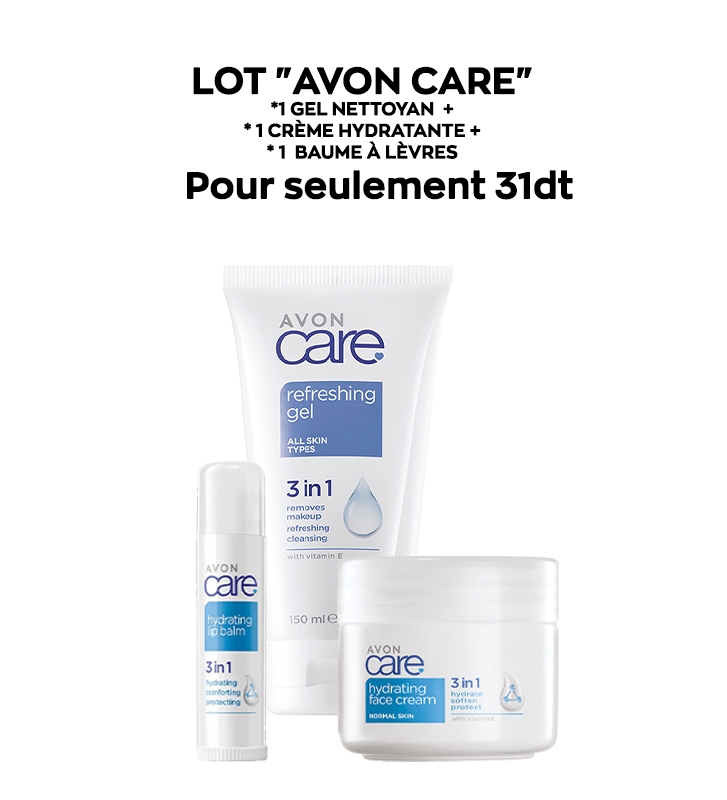 LOT "AVON CARE"
*1 GEL NETTOYAN +
* 1 CRÈME HYDRATANTE +
* 1 BAUME À LÈVRES
Pour seulement 31dt
AVON
care
refreshing
gel
ALL SKIN
TYPES
3 in 1
removes
makeup
refreshing
cleansing
with vitamin E
150 ml e
AVON
care
hydrating
lip balm
3 in 1
hydrating
comforting
protecting
AVON
care
hydrating
face cream
NORMAL SKIN
3 in 1
hydrate
soften
protect
with vitamin E